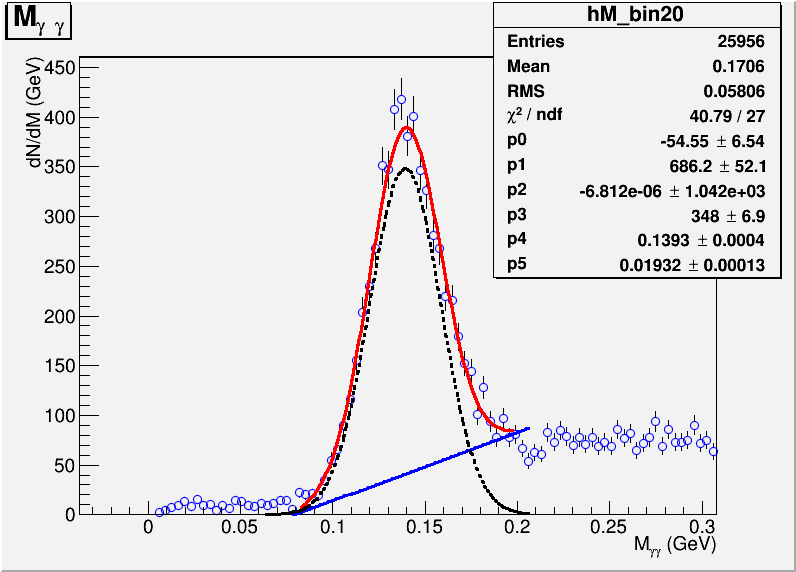 M γ γ
hM_bin20
Entries 25956
Mean 0.1706
RMS 0.05806
χ² / ndf 40.79 / 27
p0 -54.55 ± 6.54
p1 686.2 ± 52.1
p2 -6.812e-06 ± 1.042e+03
p3 348 ± 6.9
p4 0.1393 ± 0.0004
p5 0.01932 ± 0.00013
dN/dM (GeV)
450
400
350
300
250
200
150
100
50
0
0 0.05 0.1 0.15 0.2 0.25 0.3
Mγγ (GeV)